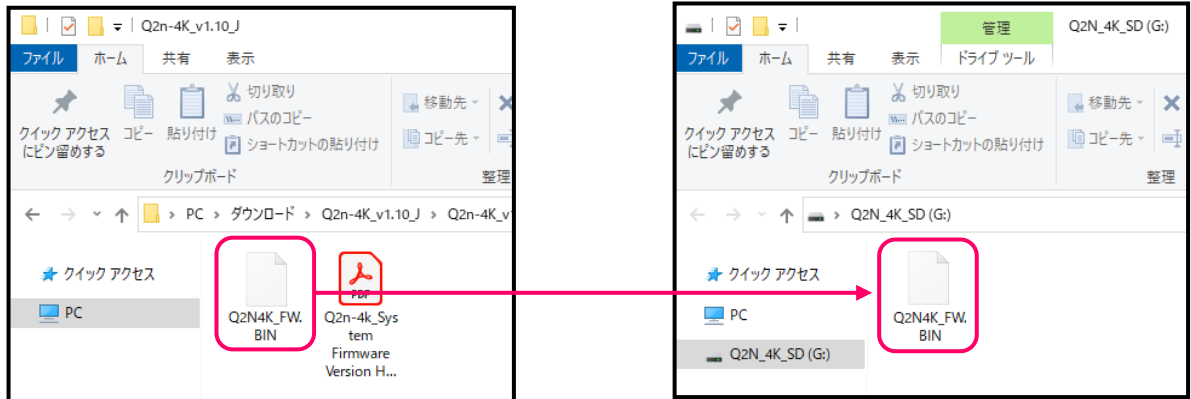 Q2n-4K_v1.10_J
ファイル ホーム 共有 表示
クイック アクセス
にピン留めする
コピー
貼り付け
切り取り
パスのコピー
ショートカットの貼り付け
移動先
コピー先
クリップボード
整理
PC > ダウンロード > Q2n-4K_v1.10_J > Q2n-4K_v
クイック アクセス
PC
Q2N4K_FW.
BIN
PDF
Q2n-4k_Sys
tem
Firmware
Version H...
管理
Q2N_4K_SD (G:)
ファイル ホーム 共有 表示 ドライブ ツール
クイック アクセス
にピン留めする
コピー
貼り付け
切り取り
パスのコピー
ショートカットの貼り付け
移動先
コピー先
クリップボード
整理
> Q2N_4K_SD (G:)
クイック アクセス
PC
Q2N_4K_SD (G:)
Q2N4K_FW.
BIN